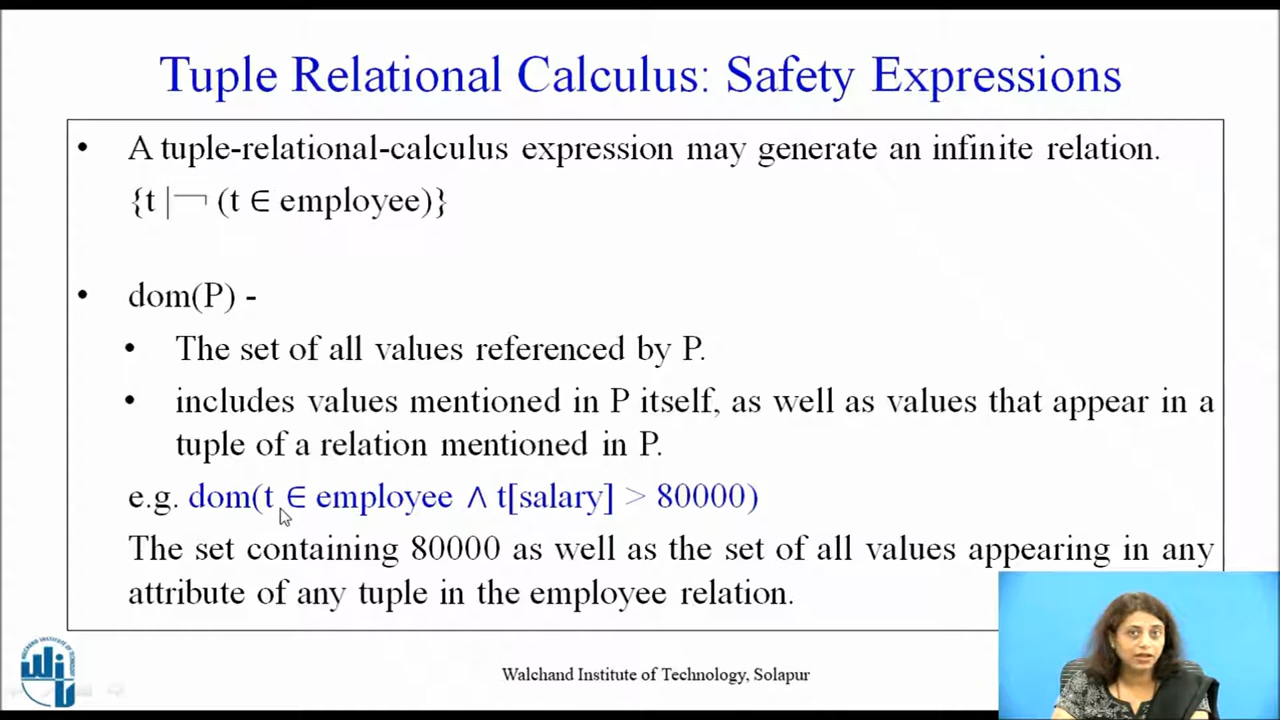 Tuple Relational Calculus: Safety Expressions
• A tuple-relational-calculus expression may generate an infinite relation.
{t |¬ (t ∈ employee)}
• dom(P) -
• The set of all values referenced by P.
• includes values mentioned in P itself, as well as values that appear in a
tuple of a relation mentioned in P.
e.g. dom(t ∈ employee ∧ t[salary] > 80000)
The set containing 80000 as well as the set of all values appearing in any
attribute of any tuple in the employee relation.
Walchand Institute of Technology, Solapur